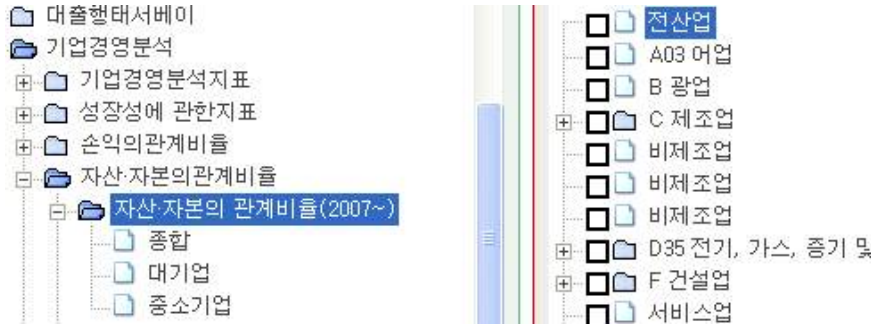 대출행태서베이
기업경영분석
기업경영분석지표
성장성에 관한지표
손익의관계비율
자산·자본의관계비율
자산·자본의 관계비율(2007~)
종합
대기업
중소기업
전산업
A03 어업
B 광업
C 제조업
비제조업
비제조업
비제조업
D35 전기, 가스, 증기 및
F 건설업
서비스업